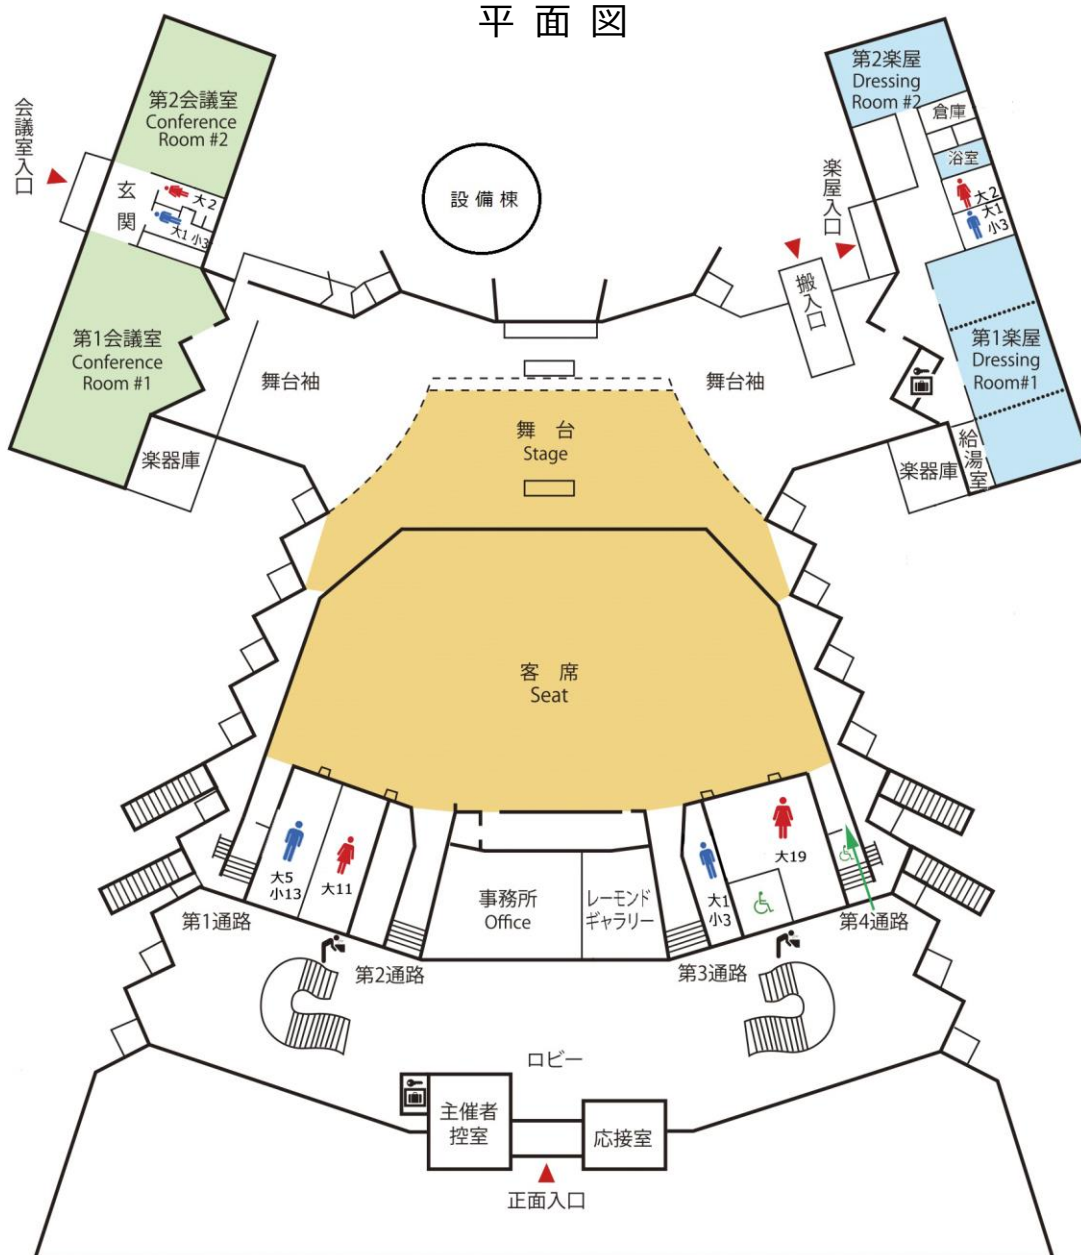 平面図
第2会議室
Conference
Room #2
会議室入口
玄関
大2
大1 小3
第1会議室
Conference
Room #1
楽器庫
舞台袖
設備棟
第2楽屋
Dressing
Room #2
倉庫
浴室
大2
大1
小3
楽屋入口
搬入口
第1楽屋
Dressing
Room#1
舞台袖
給湯室
楽器庫
舞台
Stage
客席
Seat
大5
小13
大11
事務所
Office
レーモンド
ギャラリー
大1
小3
大19
第1通路
第2通路
第3通路
第4通路
ロビー
主催者
控室
応接室
正面入口